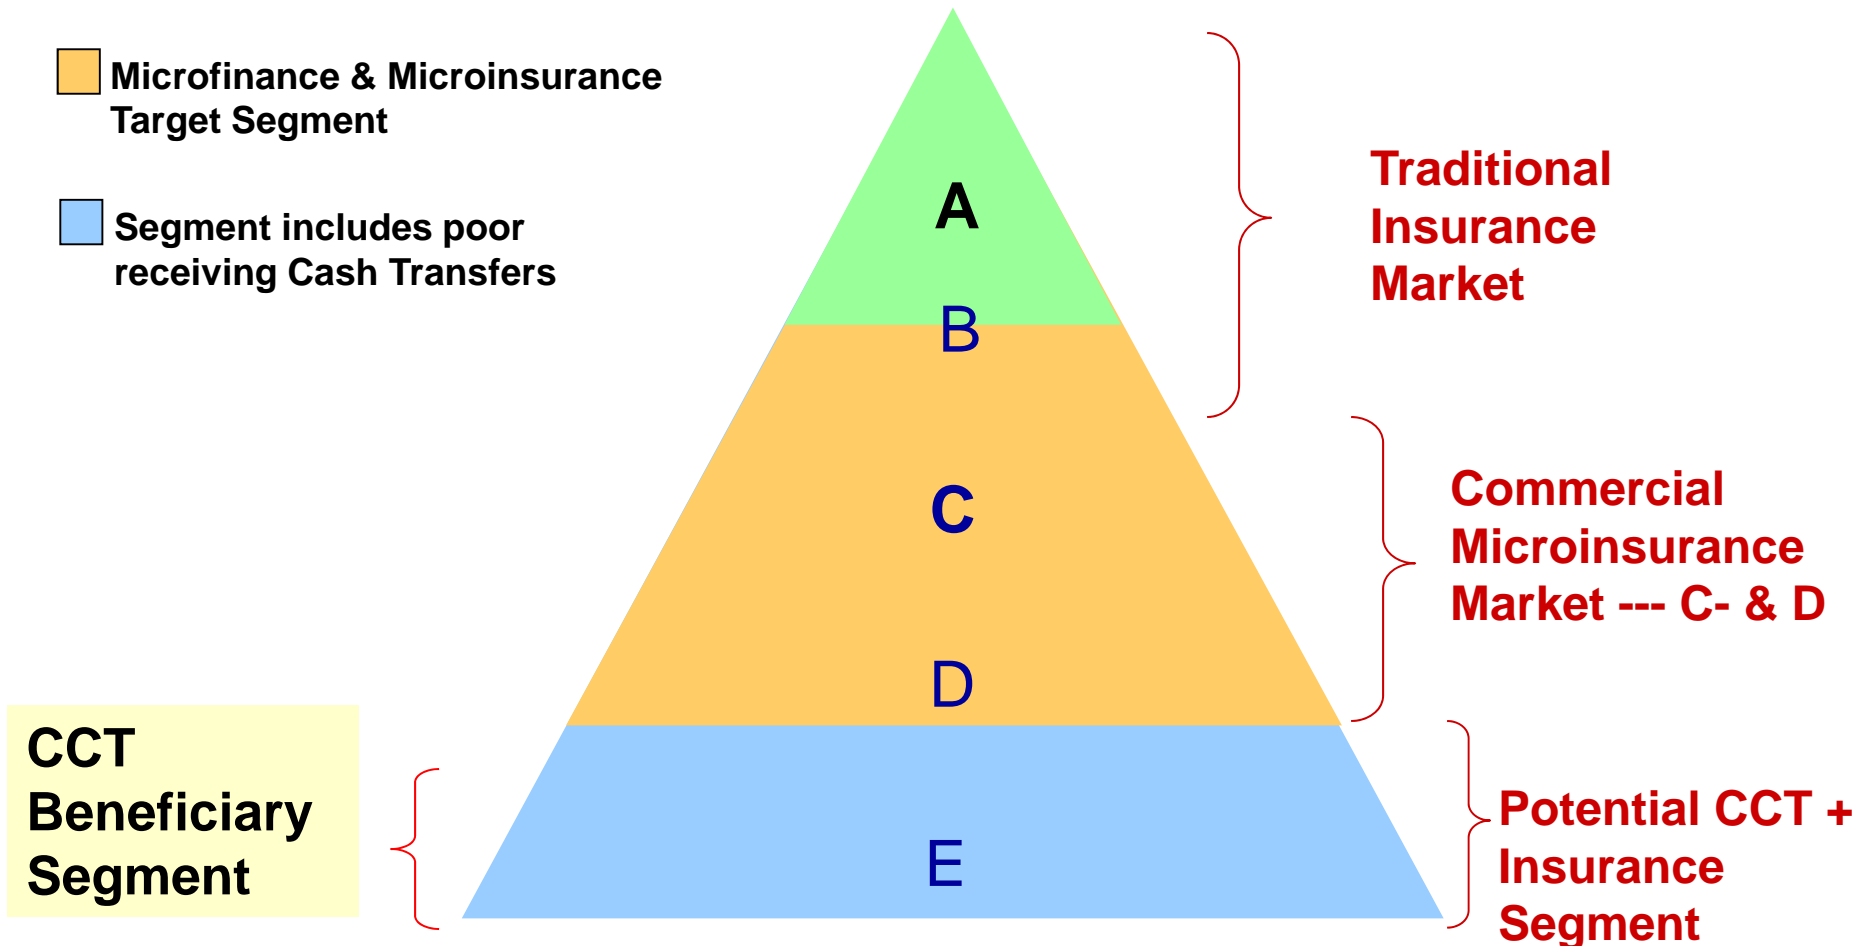 Microfinance & Microinsurance
Target Segment
Segment includes poor
receiving Cash Transfers
A
B
C
D
E
Traditional
Insurance
Market
Commercial
Microinsurance
Market --- C- & D
CCT
Beneficiary
Segment
Potential CCT +
Insurance
Segment